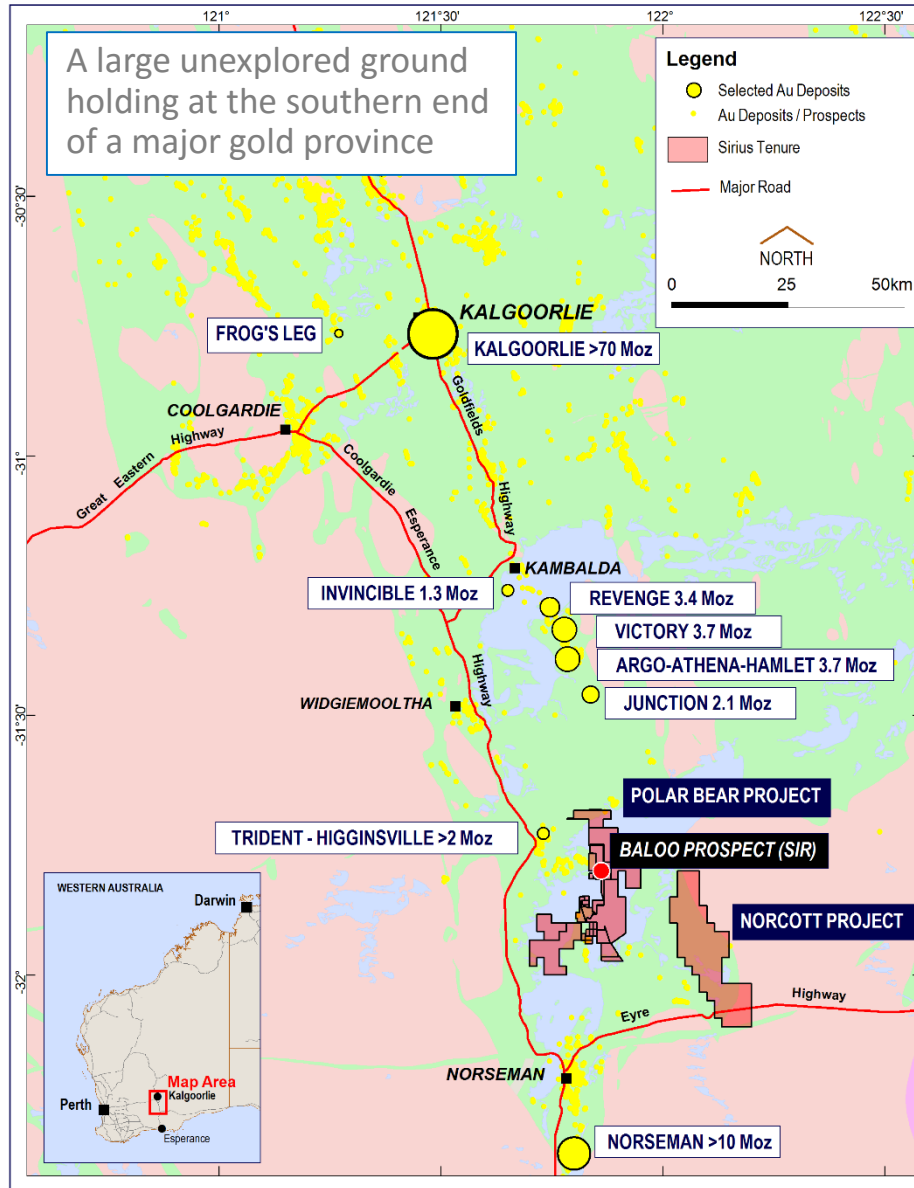 121°
121°30'
122°
122°30'
A large unexplored ground
holding at the southern end
of a major gold province
Legend
Selected Au Deposits
Au Deposits / Prospects
Sirius Tenure
Major Road
NORTH
0 25 50km
-30°30'
-31°
-31°30'
-32°
KALGOORLIE
FROG'S LEG
KALGOORLIE >70 Moz
COOLGARDIE
Great Eastern Highway
Goldfields Highway
Coolgardie Esperance Highway
KAMBALDA
INVINCIBLE 1.3 Moz
REVENGE 3.4 Moz
VICTORY 3.7 Moz
ARGO-ATHENA-HAMLET 3.7 Moz
JUNCTION 2.1 Moz
WIDGIEMOOLTHA
POLAR BEAR PROJECT
TRIDENT - HIGGINSVILLE >2 Moz
BALOO PROSPECT (SIR)
NORCOTT PROJECT
Eyre Highway
NORSEMAN
NORSEMAN >10 Moz
WESTERN AUSTRALIA
Darwin
Map Area
Kalgoorlie
Perth
Esperance